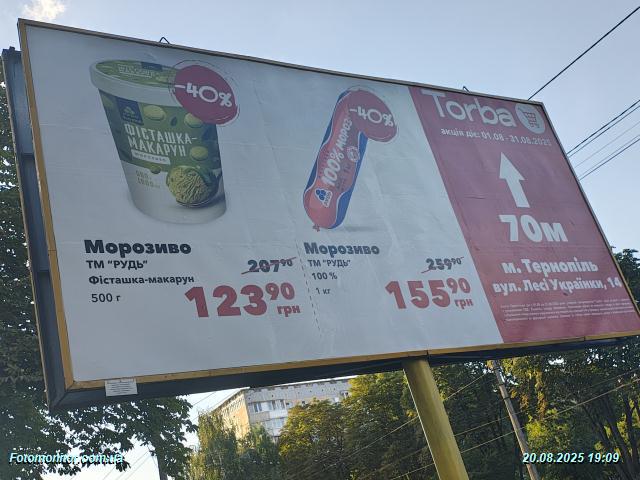 -40%
ФІСТАШКА-
МАКАРУН
Морозиво
ТМ "РУДЬ"
Фісташка-макарун
500 г
207⁹⁰
123⁹⁰
грн
-40%
100% МОРОЗ
Морозиво
ТМ "РУДЬ"
100 %
1 кг
259⁹⁰
155⁹⁰
грн
Torba
акція діє: 01.08 - 31.08.2025
70м
м. Тернопіль
вул. Лесі Українки, 14
Fotomonitor.com.ua
20.08.2025 19:09